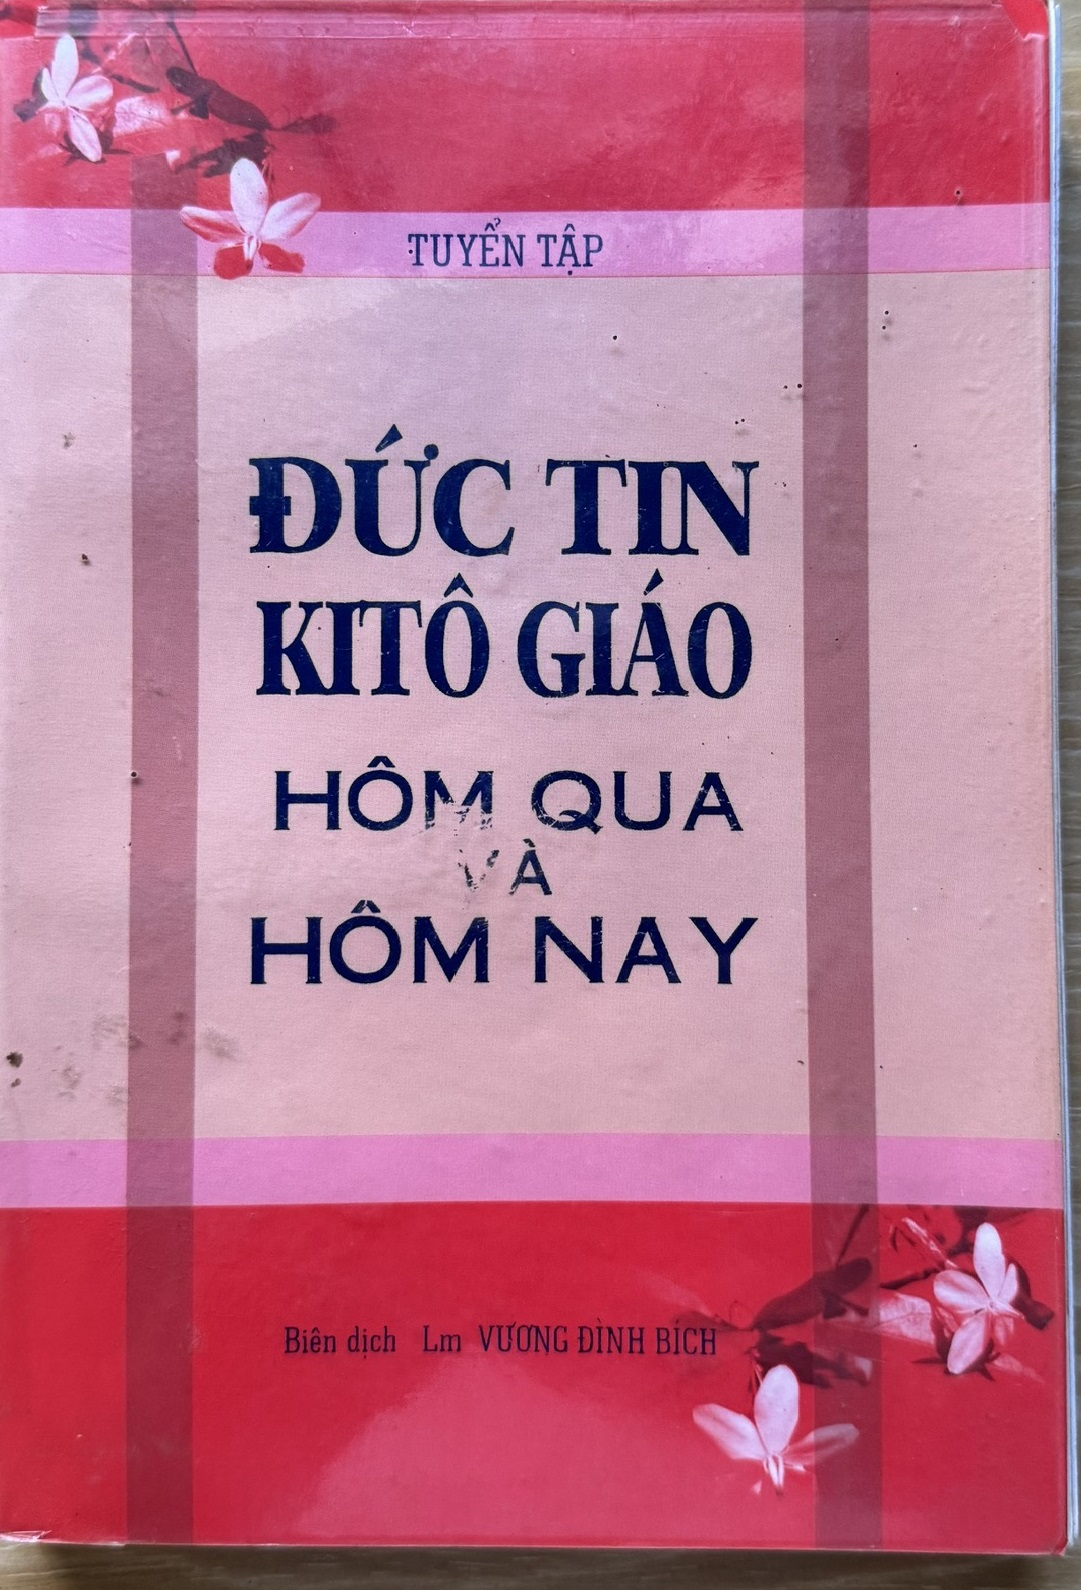 TUYỂN TẬP
ĐỨC TIN
KITÔ GIÁO
HÔM QUA
VÀ
HÔM NAY
Biên dịch Lm VƯƠNG ĐÌNH BÍCH